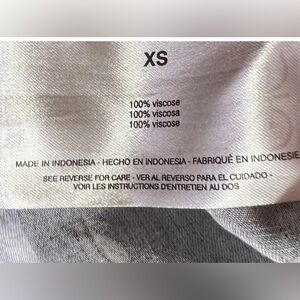 XS
100% viscose
100% viscosa
100% viscose
MADE IN INDONESIA - HECHO EN INDONESIA - FABRIQUÉ EN INDONESIE
SEE REVERSE FOR CARE - VER AL REVERSO PARA EL CUIDADO -
VOIR LES INSTRUCTIONS D'ENTRETIEN AU DOS